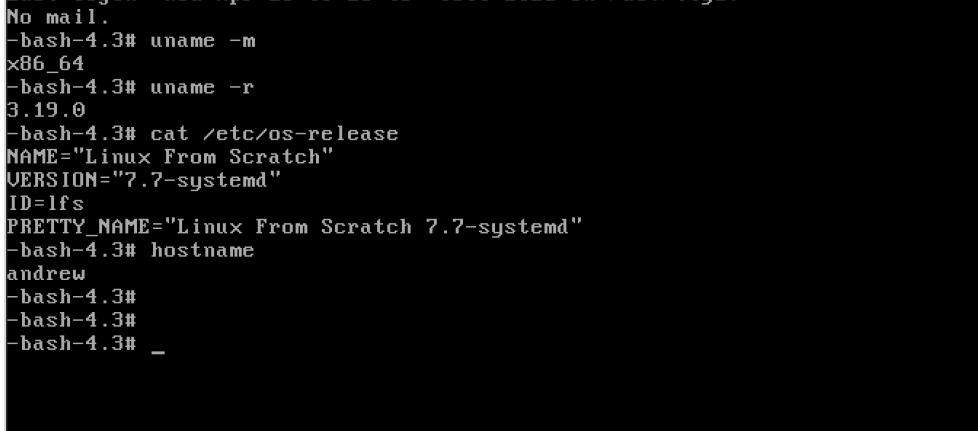 No mail.
-bash-4.3# uname -m
x86_64
-bash-4.3# uname -r
3.19.0
-bash-4.3# cat /etc/os-release
NAME="Linux From Scratch"
VERSION="7.7-systemd"
ID=lfs
PRETTY_NAME="Linux From Scratch 7.7-systemd"
-bash-4.3# hostname
andrew
-bash-4.3#
-bash-4.3#
-bash-4.3# _